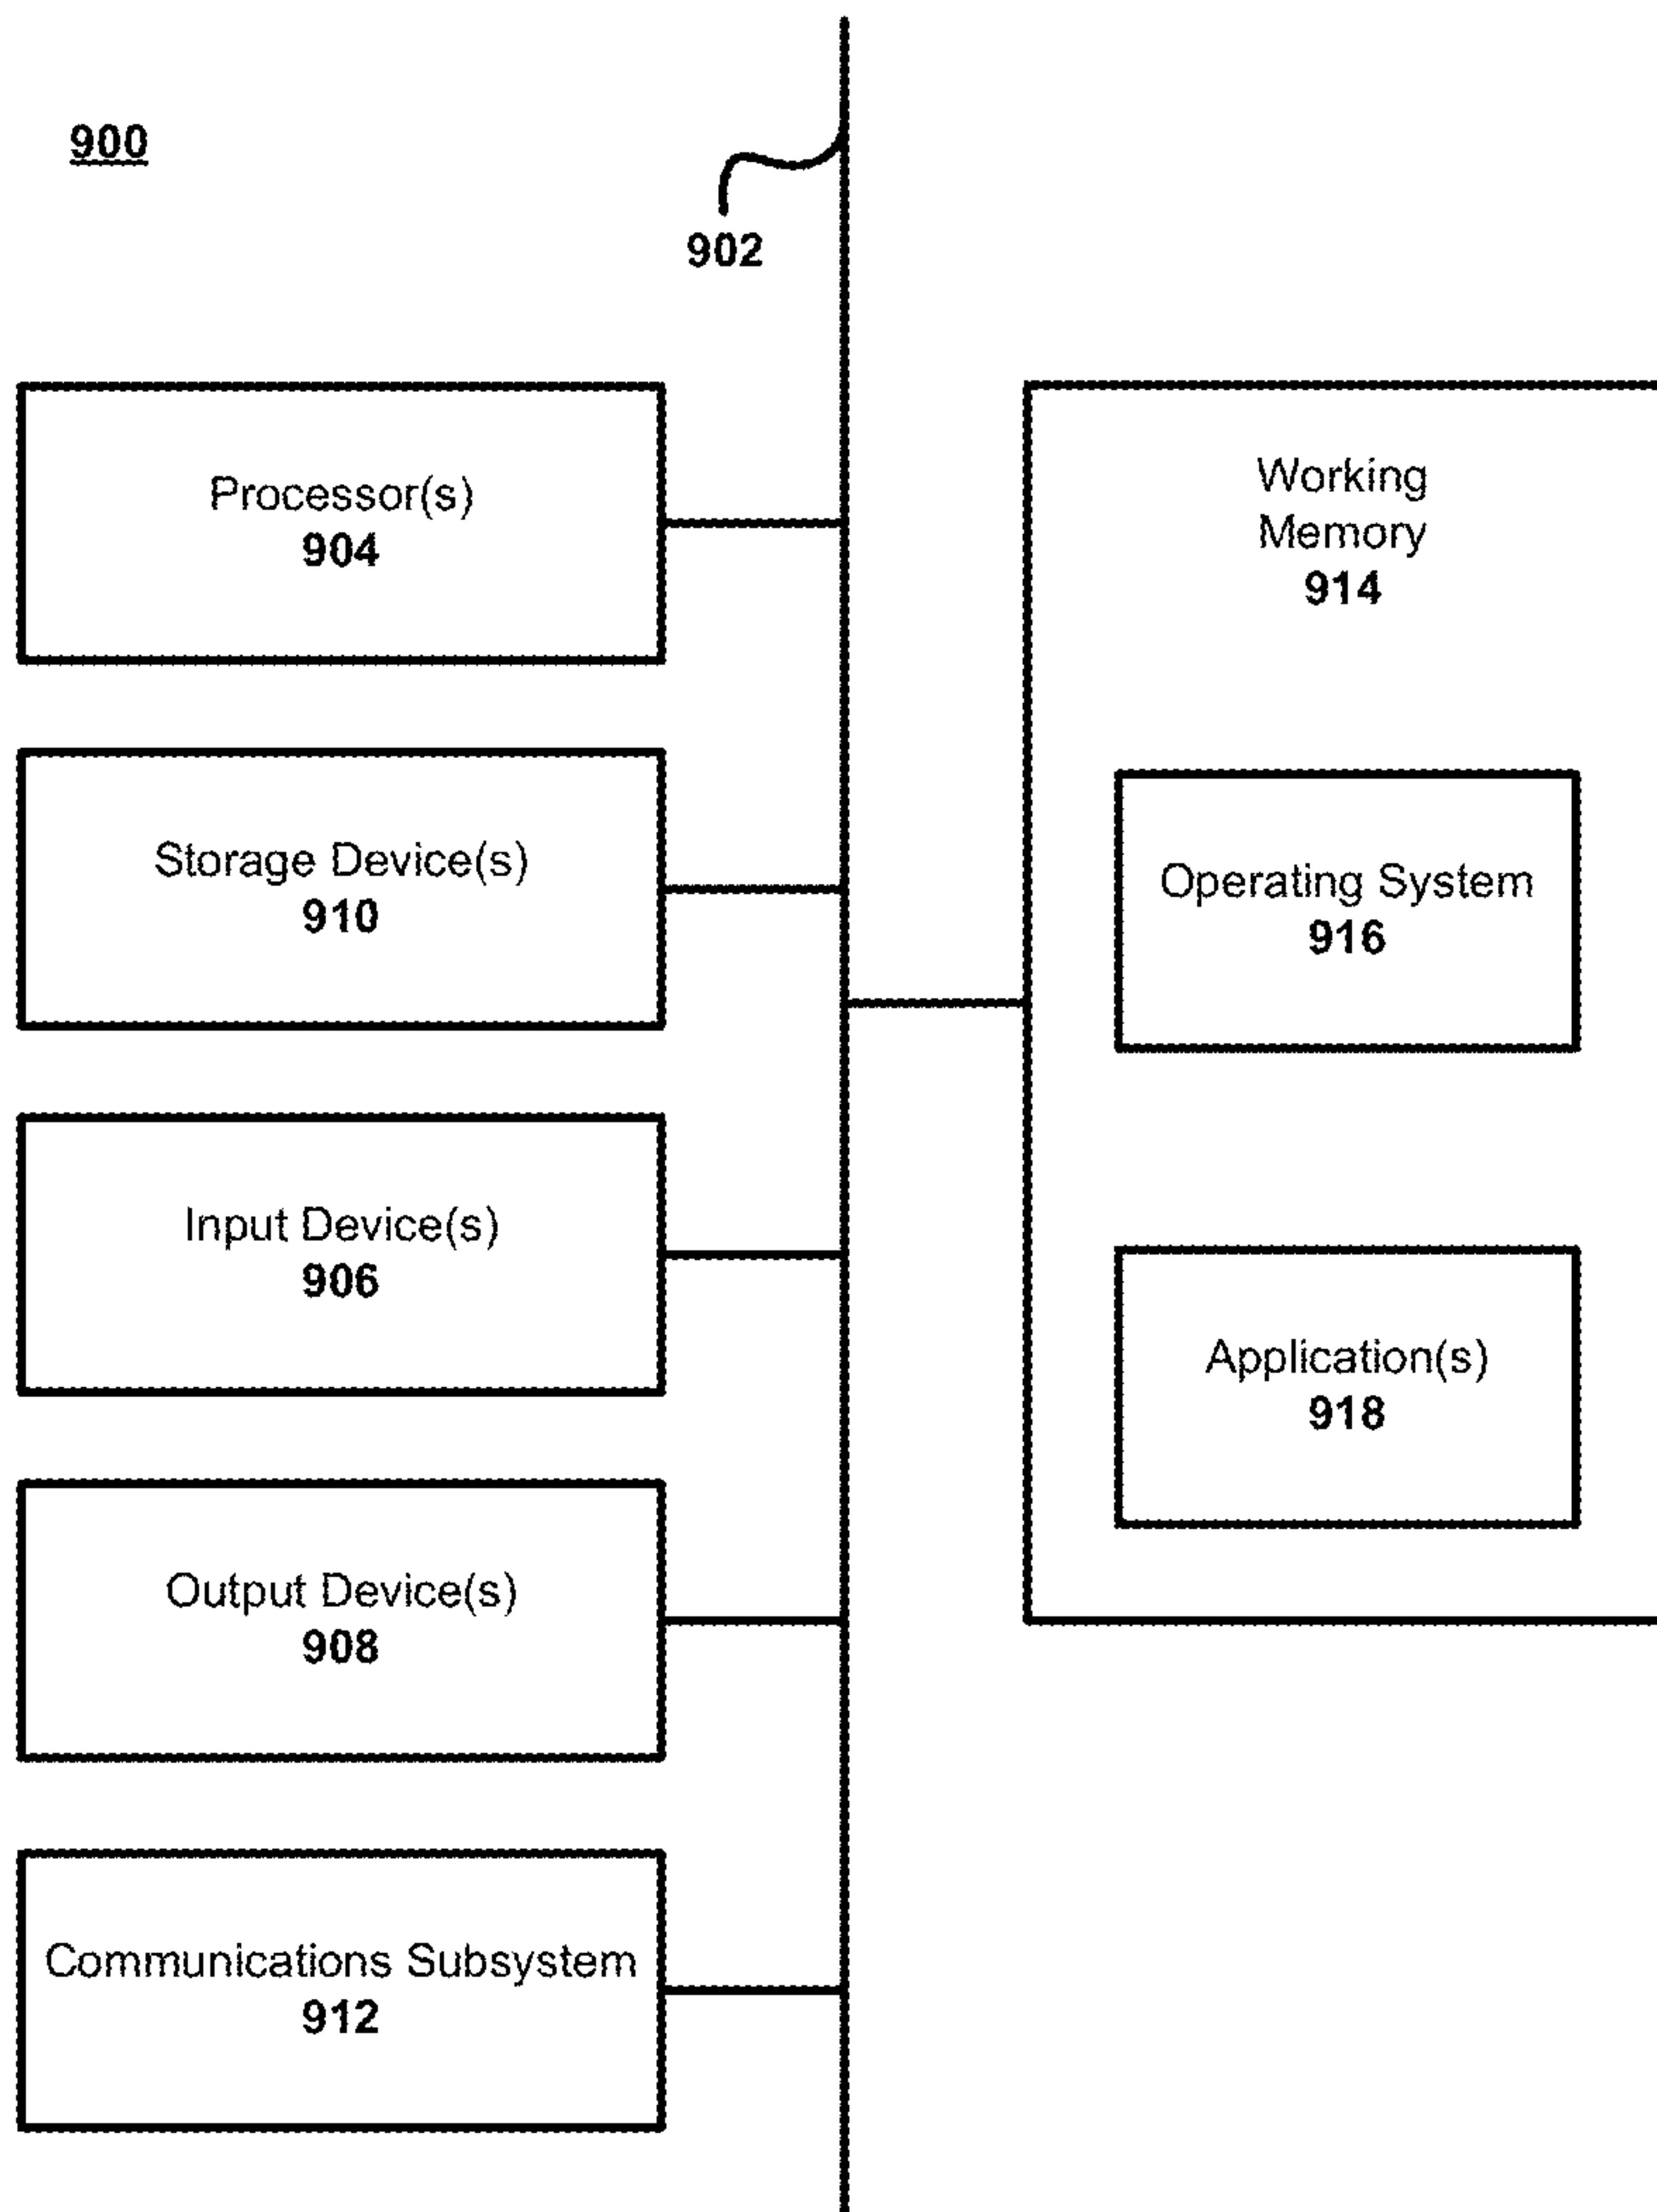 900
902
Processor(s)
904
Storage Device(s)
910
Input Device(s)
906
Output Device(s)
908
Communications Subsystem
912
Working
Memory
914
Operating System
916
Application(s)
918